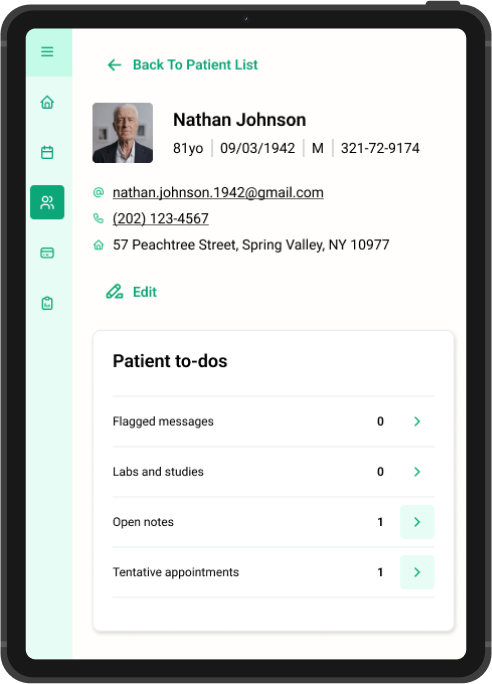 Back To Patient List
Nathan Johnson
81yo | 09/03/1942 | M | 321-72-9174
nathan.johnson.1942@gmail.com
(202) 123-4567
57 Peachtree Street, Spring Valley, NY 10977
Edit
Patient to-dos
Flagged messages 0
Labs and studies 0
Open notes 1
Tentative appointments 1